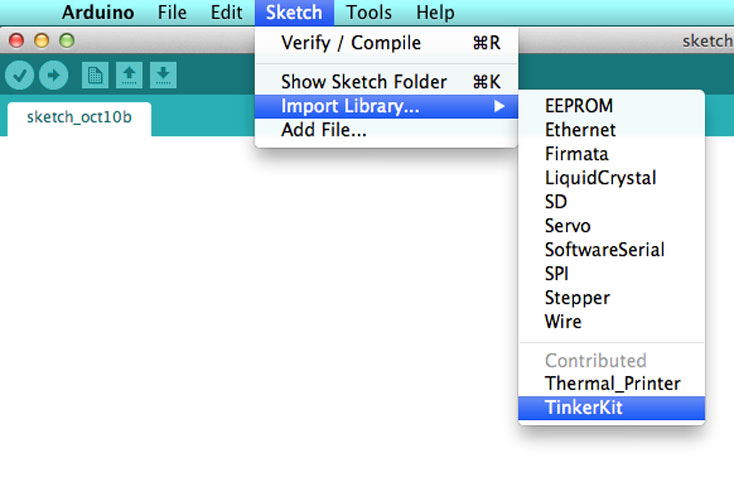 Arduino File Edit Sketch Tools Help
sketch
Verify / Compile ⌘R
Show Sketch Folder ⌘K
Import Library...
Add File...
sketch_oct10b
EEPROM
Ethernet
Firmata
LiquidCrystal
SD
Servo
SoftwareSerial
SPI
Stepper
Wire
Contributed
Thermal_Printer
TinkerKit